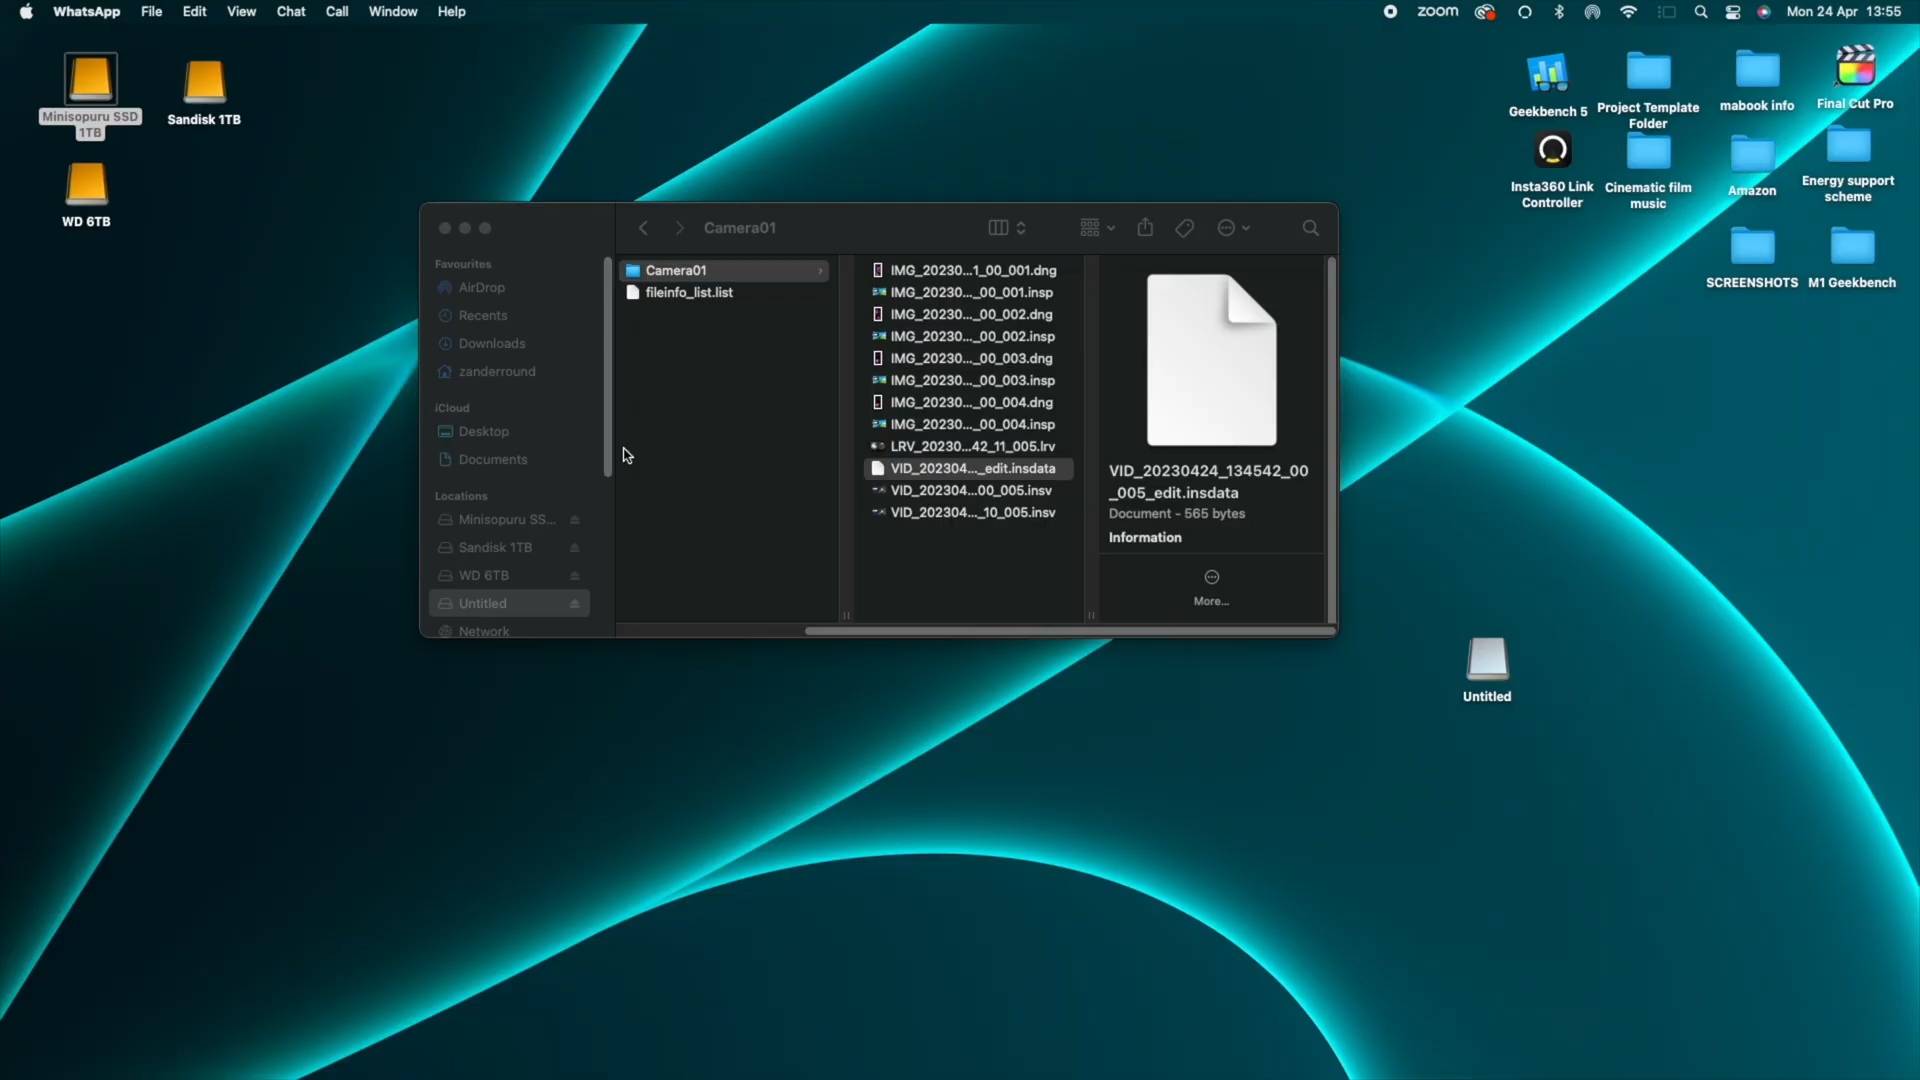 WhatsApp File Edit View Chat Call Window Help
zoom Mon 24 Apr 13:55
Minisopuru SSD
1TB
Sandisk 1TB
WD 6TB
Geekbench 5
Project Template
Folder
mabook info
Final Cut Pro
Insta360 Link
Controller
Cinematic film
music
Amazon
Energy support
scheme
SCREENSHOTS
M1 Geekbench
Untitled
Camera01
Favourites
AirDrop
Recents
Downloads
zanderround
iCloud
Desktop
Documents
Locations
Minisopuru SS...
Sandisk 1TB
WD 6TB
Untitled
Network
Camera01
fileinfo_list.list
IMG_20230...1_00_001.dng
IMG_20230..._00_001.insp
IMG_20230..._00_002.dng
IMG_20230..._00_002.insp
IMG_20230..._00_003.dng
IMG_20230..._00_003.insp
IMG_20230..._00_004.dng
IMG_20230..._00_004.insp
LRV_20230...42_11_005.lrv
VID_202304..._edit.insdata
VID_202304...00_005.insv
VID_202304..._10_005.insv
VID_20230424_134542_00
_005_edit.insdata
Document - 565 bytes
Information
More...